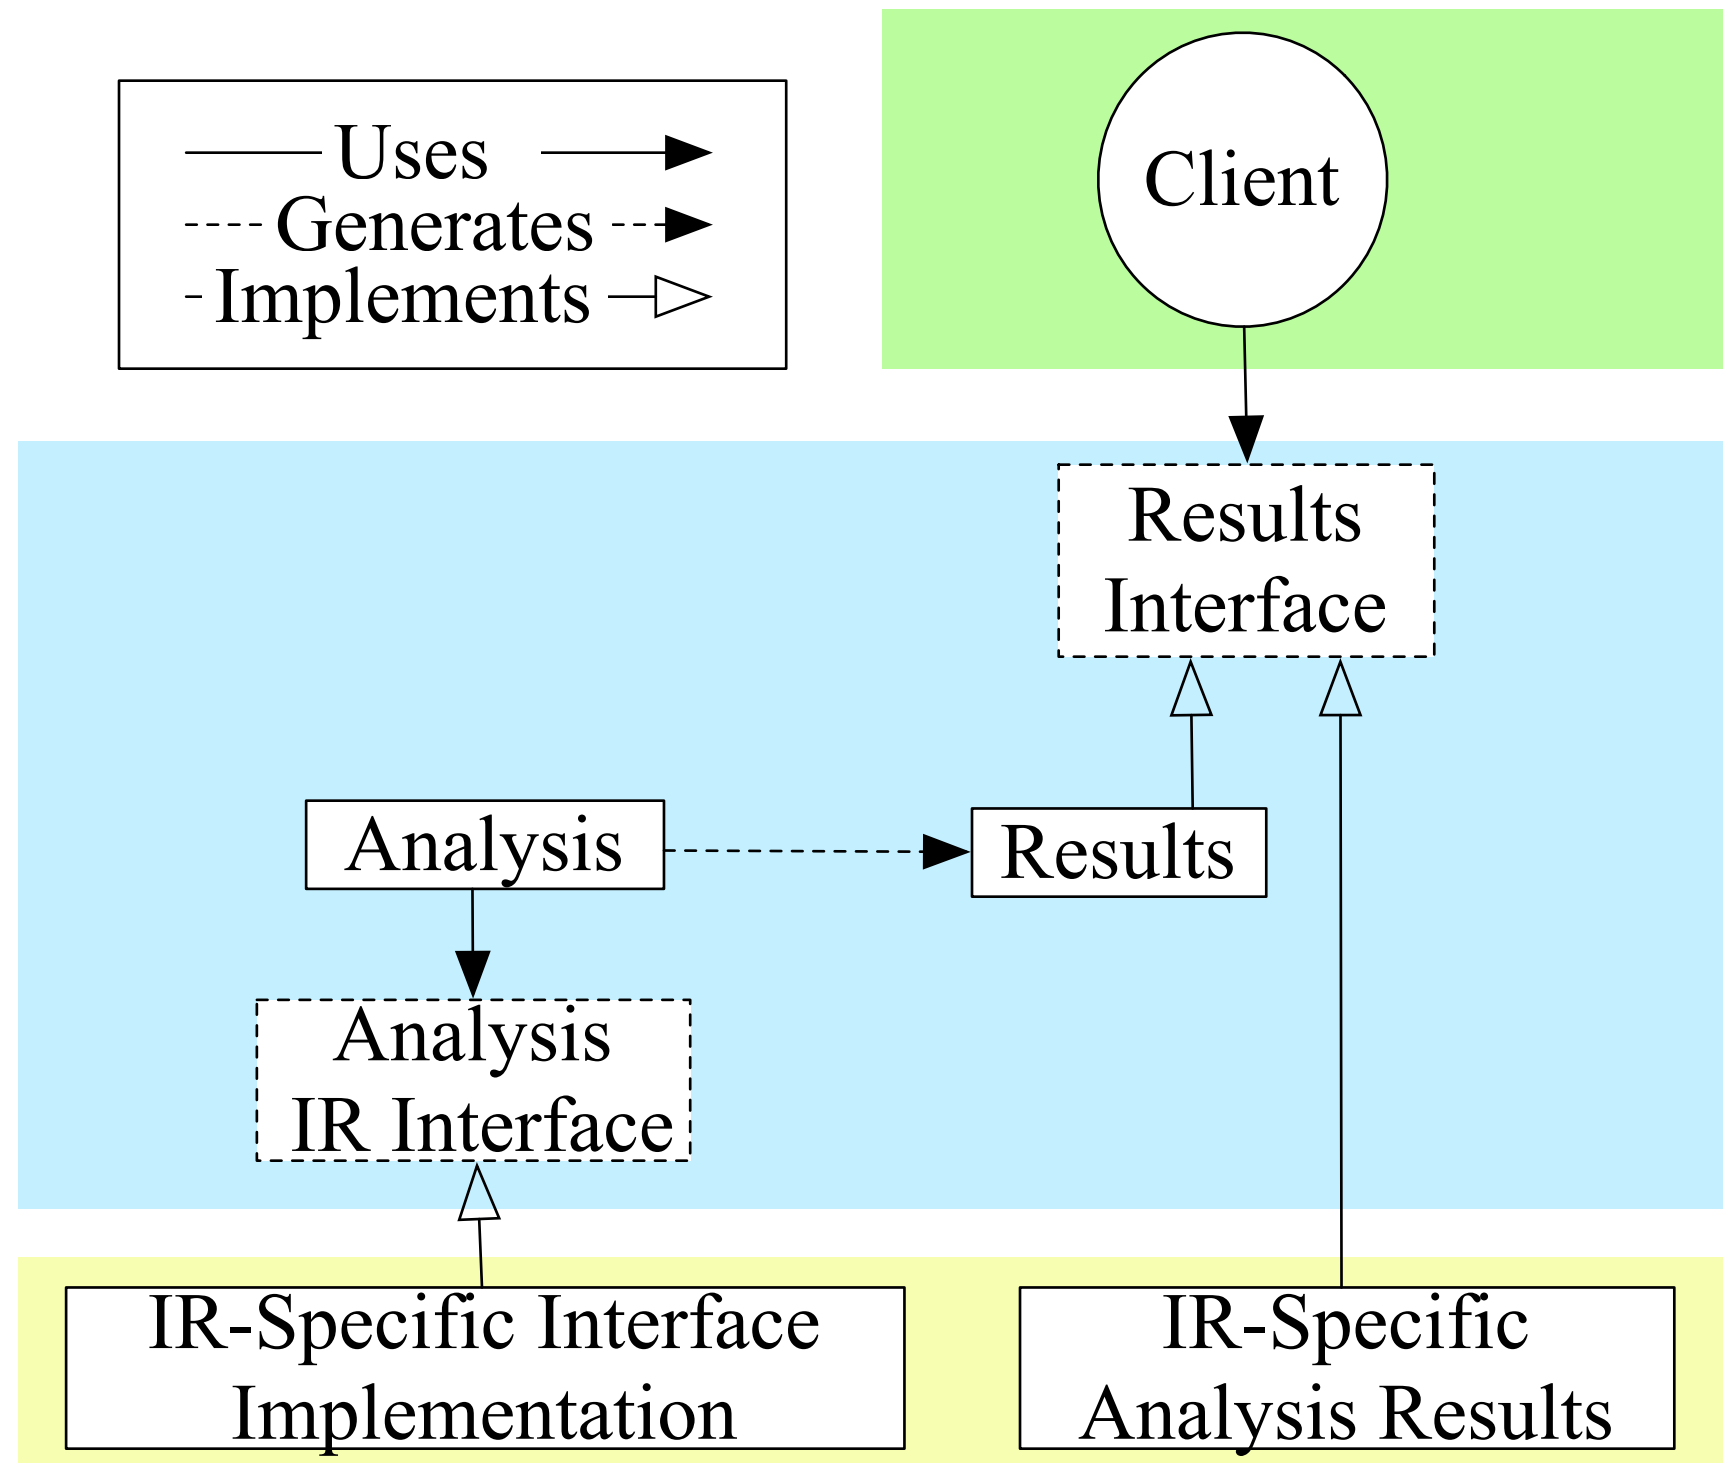 Uses
Generates
Implements
Client
Results
Interface
Analysis
Results
Analysis
IR Interface
IR-Specific Interface
Implementation
IR-Specific
Analysis Results